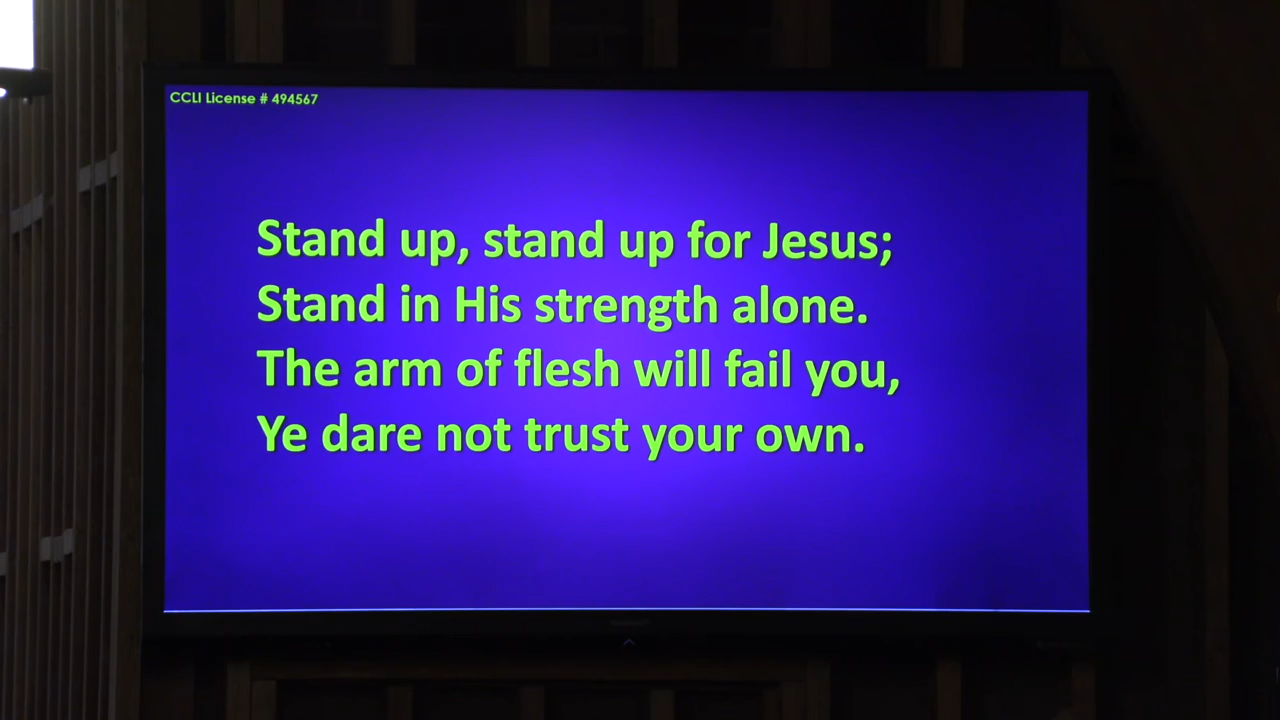 CCLI License # 494567
Stand up, stand up for Jesus;
Stand in His strength alone.
The arm of flesh will fail you,
Ye dare not trust your own.